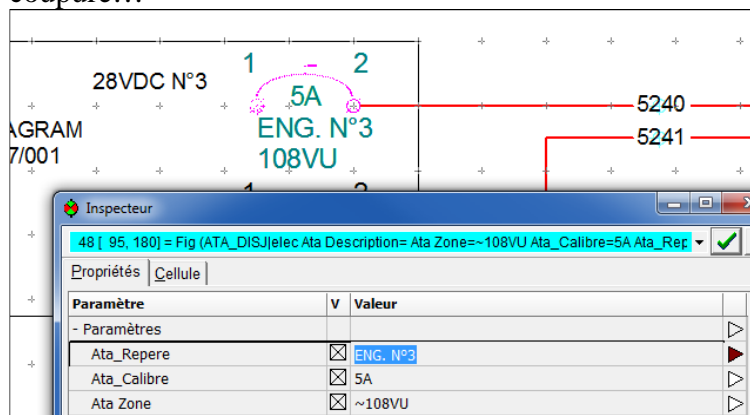 28VDC N°3
1
2
5A
ENG. N°3
108VU
5240
5241
AGRAM
7/001
Inspecteur
48 [ 95, 180] = Fig (ATA_DISJ|elec Ata Description= Ata Zone=~108VU Ata_Calibre=5A Ata_Rep
Propriétés
Cellule
Paramètre V Valeur
- Paramètres
Ata_Repere ENG. N°3
Ata_Calibre 5A
Ata Zone ~108VU